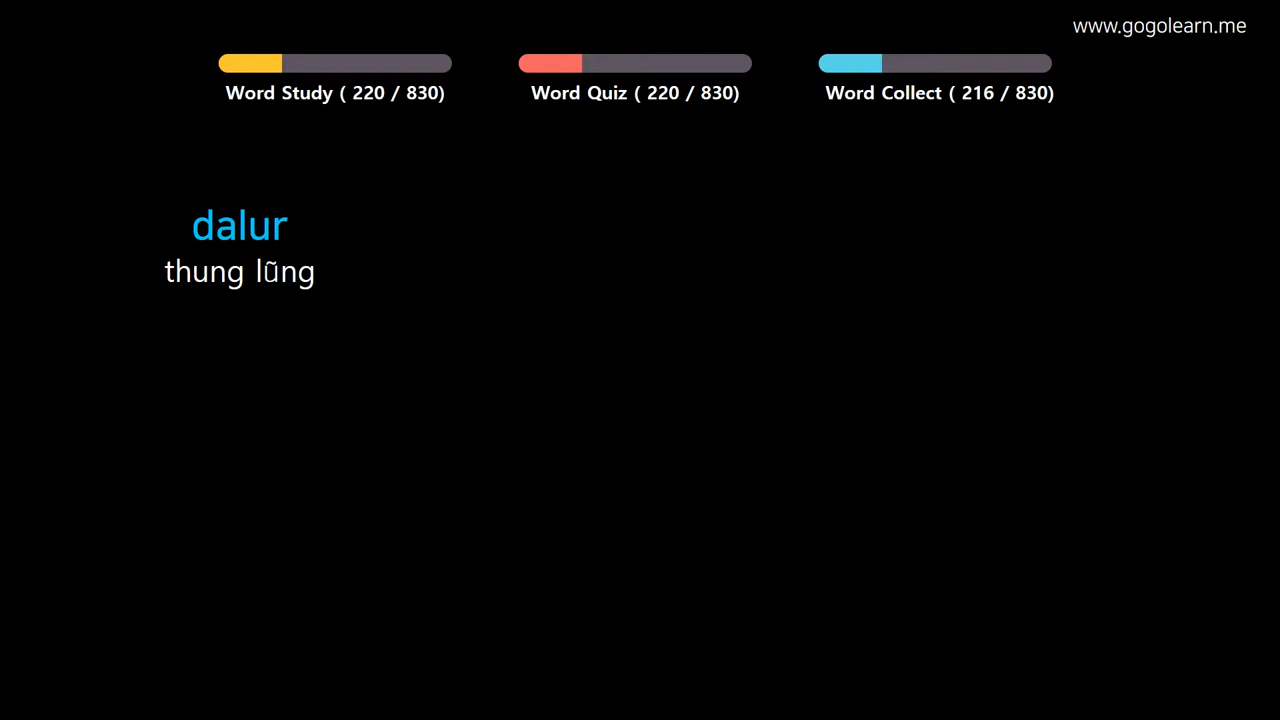 www.gogolearn.me
Word Study ( 220 / 830)
Word Quiz ( 220 / 830)
Word Collect ( 216 / 830)
dalur
thung lũng